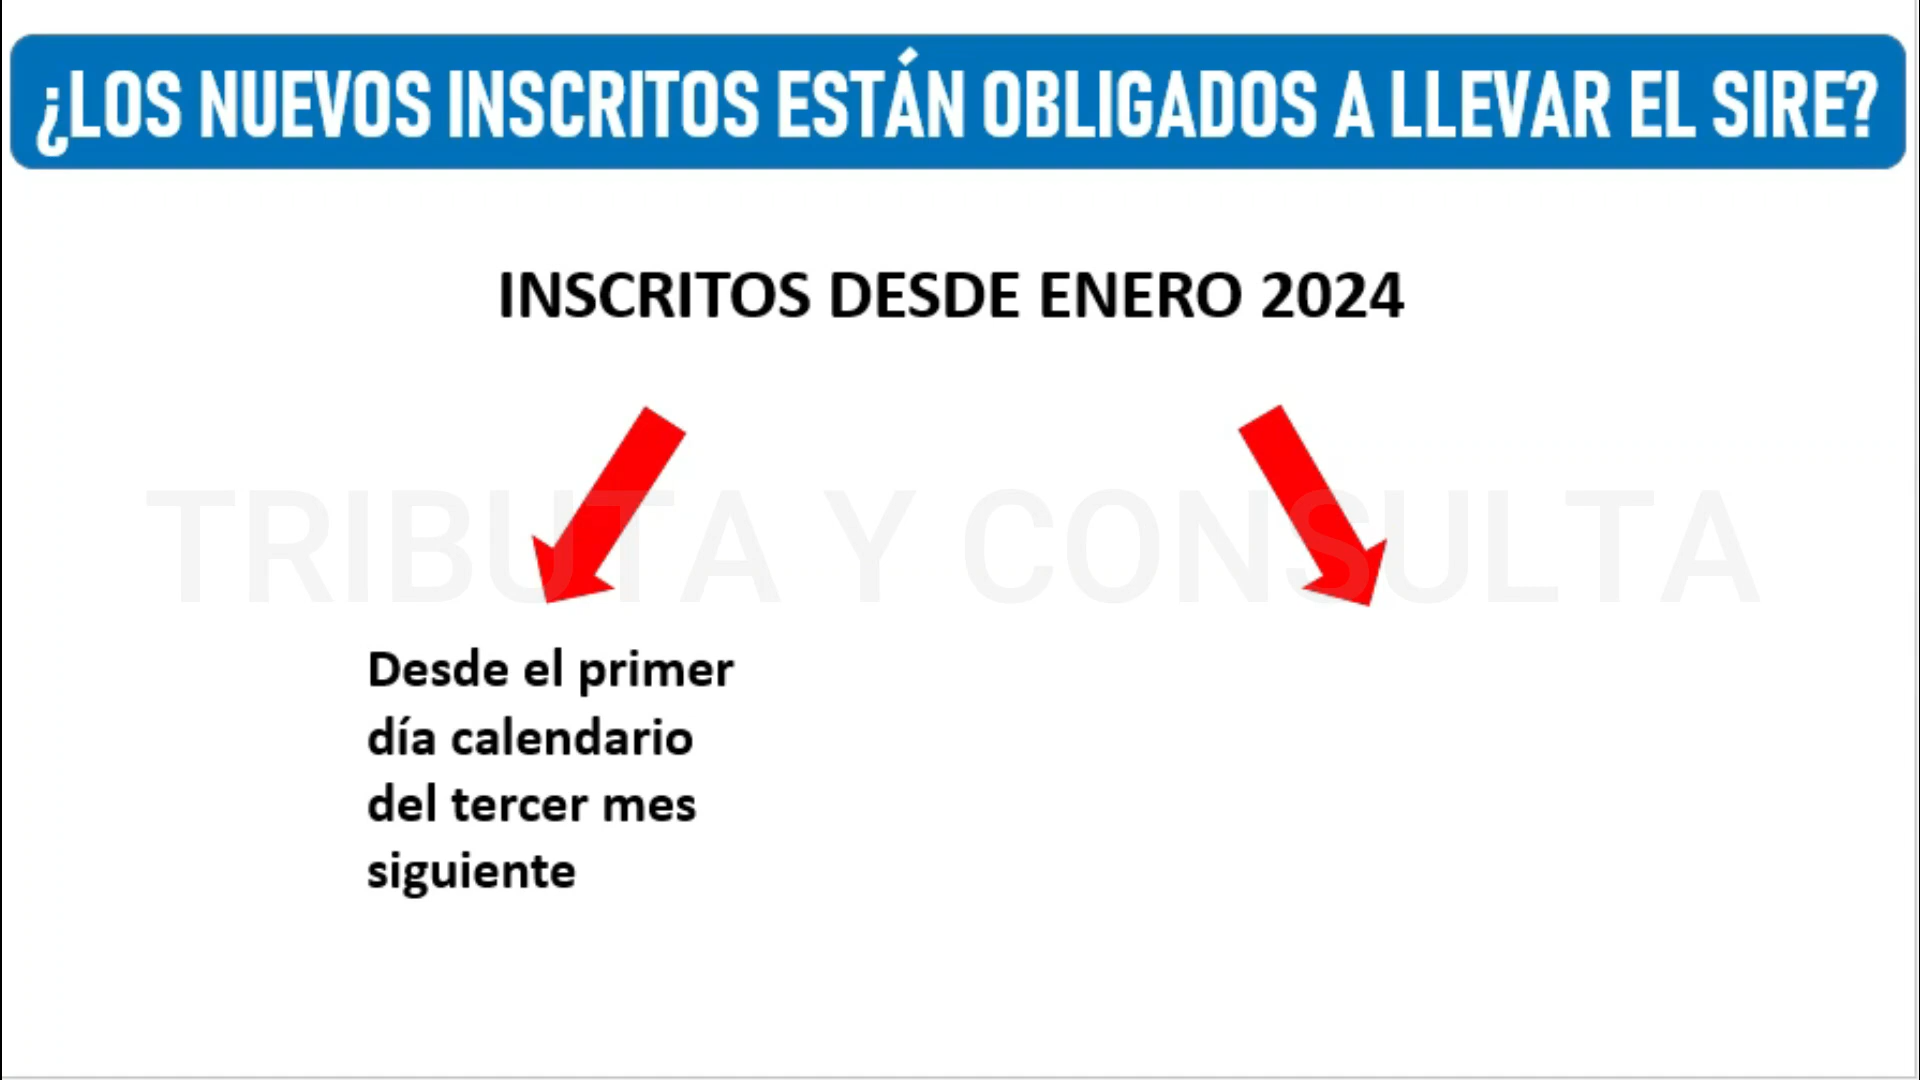 ¿LOS NUEVOS INSCRITOS ESTÁN OBLIGADOS A LLEVAR EL SIRE?
INSCRITOS DESDE ENERO 2024
TRIBUTA Y CONSULTA
Desde el primer
día calendario
del tercer mes
siguiente